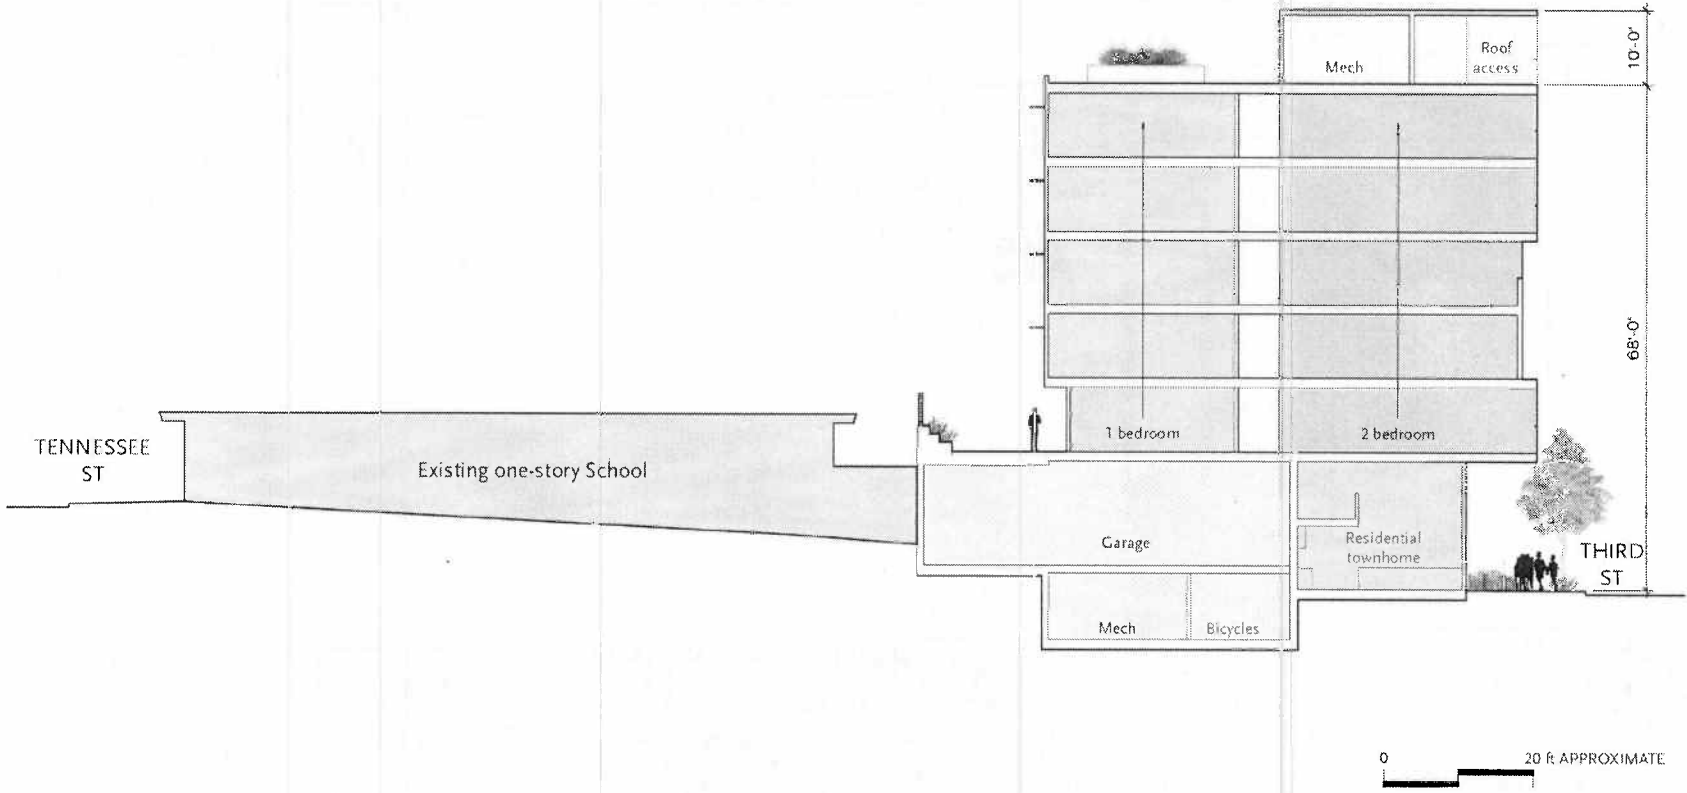 Roof
access
Mech
10'-0"
68'-0"
1 bedroom
2 bedroom
TENNESSEE
ST
Existing one-story School
Garage
Residential
townhome
THIRD
ST
Mech
Bicycles
0
20 ft APPROXIMATE